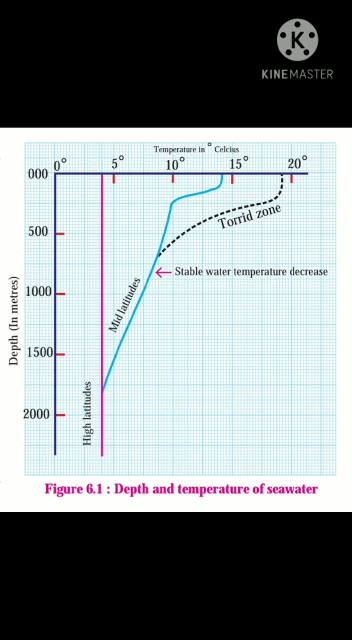 K
KINEMASTER
Temperature in ° Celcius
0° 5° 10° 15° 20°
000
500
1000
1500
2000
Depth (In metres)
Torrid zone
Stable water temperature decrease
Mid latitudes
High latitudes
Figure 6.1 : Depth and temperature of seawater